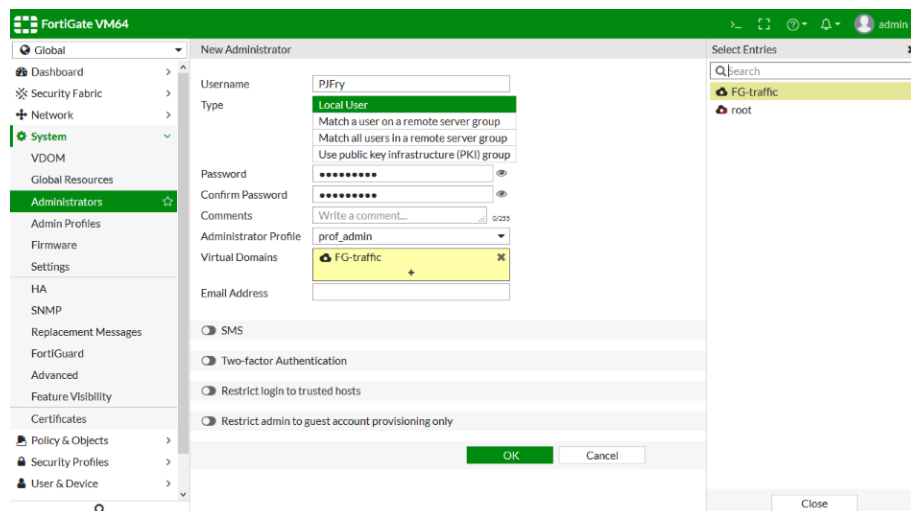 FortiGate VM64
>_
admin
Global
Dashboard
Security Fabric
Network
System
VDOM
Global Resources
Administrators
Admin Profiles
Firmware
Settings
HA
SNMP
Replacement Messages
FortiGuard
Advanced
Feature Visibility
Certificates
Policy & Objects
Security Profiles
User & Device
New Administrator
Username PJFry
Type Local User
Match a user on a remote server group
Match all users in a remote server group
Use public key infrastructure (PKI) group
Password •••••••••
Confirm Password •••••••••
Comments Write a comment... 0/255
Administrator Profile prof_admin
Virtual Domains FG-traffic
+
Email Address
SMS
Two-factor Authentication
Restrict login to trusted hosts
Restrict admin to guest account provisioning only
OK Cancel
Select Entries
Search
FG-traffic
root
Close